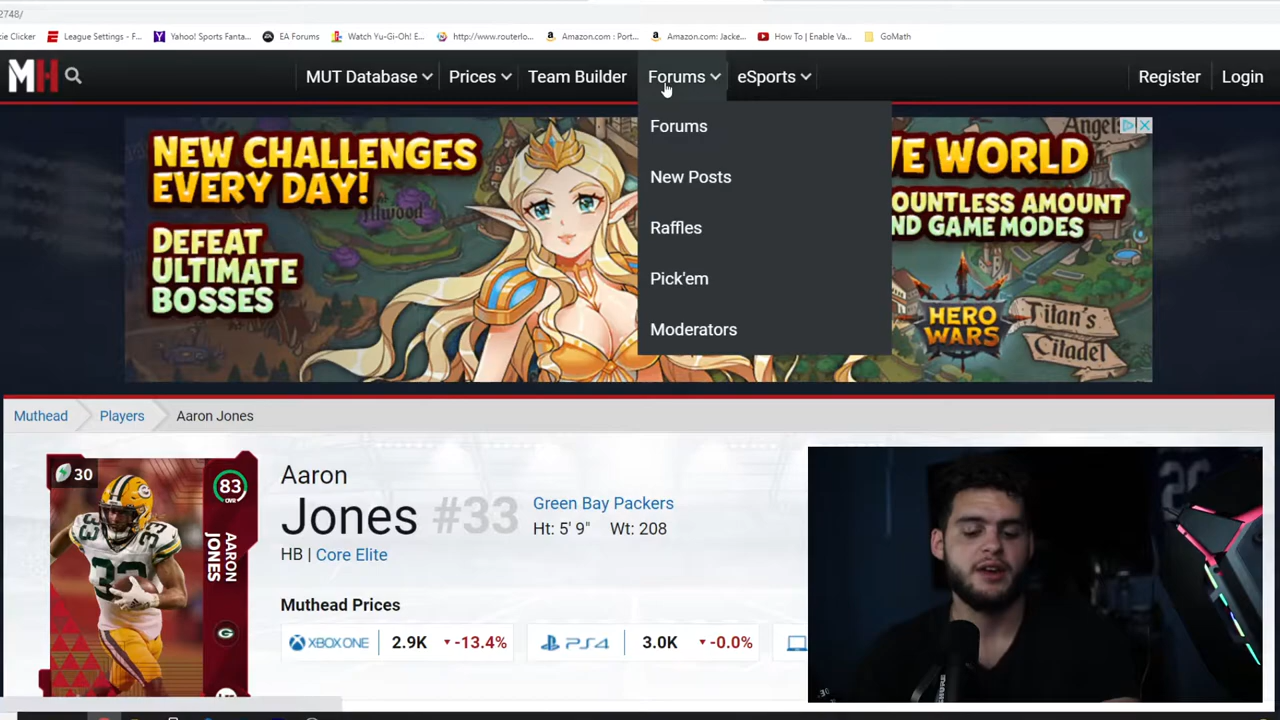 2748/
kie Clicker
League Settings - F...
Yahoo! Sports Fanta...
EA Forums
Watch Yu-Gi-Oh! E...
http://www.routerlo...
Amazon.com : Port...
Amazon.com: Jacke...
How To | Enable Va...
GoMath
MH
MUT Database
Prices
Team Builder
Forums
eSports
Register
Login
Forums
New Posts
Raffles
Pick'em
Moderators
NEW CHALLENGES
EVERY DAY!
DEFEAT
ULTIMATE
BOSSES
VE WORLD
OUNTLESS AMOUNT
ND GAME MODES
HERO
WARS
Titan's
Citadel
Muthead
Players
Aaron Jones
30
83
OVR
AARON
JONES
33
Aaron
Jones #33
Green Bay Packers
Ht: 5' 9" Wt: 208
HB | Core Elite
Muthead Prices
XBOX ONE 2.9K -13.4%
PS4 3.0K -0.0%